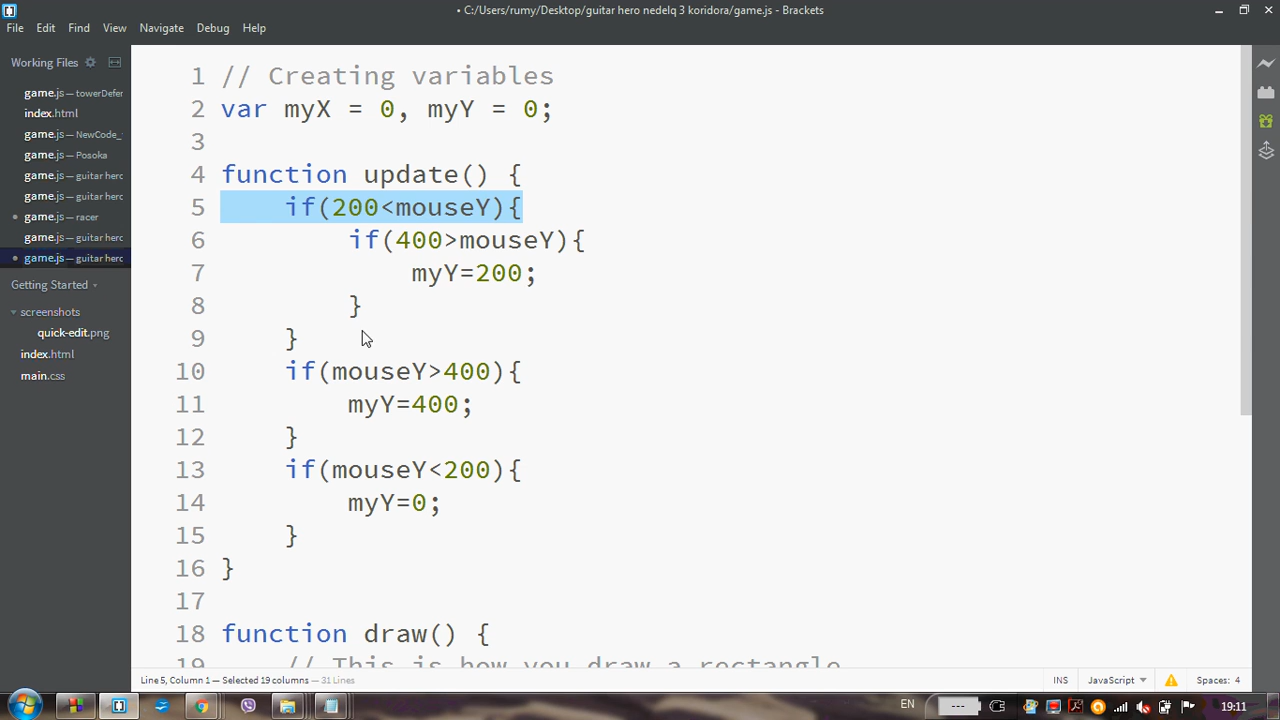 • C:/Users/rumy/Desktop/guitar hero nedelq 3 koridora/game.js - Brackets
File Edit Find View Navigate Debug Help
Working Files
game.js — towerDefer
index.html
game.js — NewCode_
game.js — Posoka
game.js — guitar herc
game.js — guitar herc
game.js — racer
game.js — guitar herc
game.js — guitar herc
Getting Started
screenshots
quick-edit.png
index.html
main.css
1 // Creating variables
2 var myX = 0, myY = 0;
3
4 function update() {
5 if(200<mouseY){
6 if(400>mouseY){
7 myY=200;
8 }
9 }
10 if(mouseY>400){
11 myY=400;
12 }
13 if(mouseY<200){
14 myY=0;
15 }
16 }
17
18 function draw() {
19 // This is how you draw a rectangle
Line 5, Column 1 — Selected 19 columns — 31 Lines
INS JavaScript Spaces: 4
EN --- 19:11